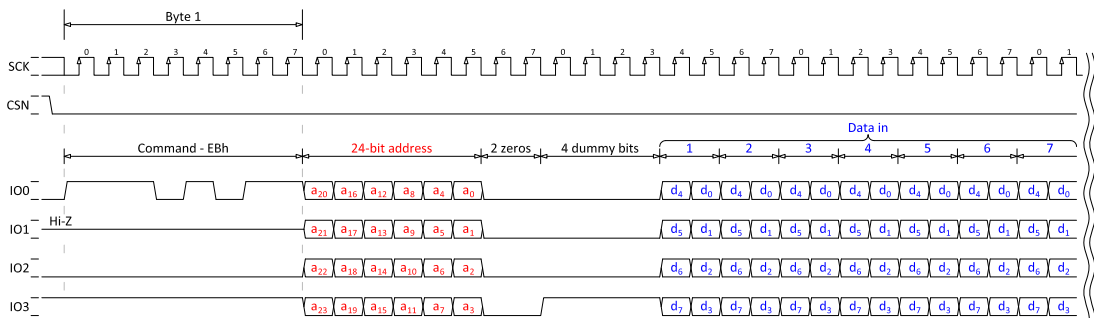 Byte 1
0 1 2 3 4 5 6 7 0 1 2 3 4 5 6 7 0 1 2 3 4 5 6 7 0 1 2 3 4 5 6 7 0 1
SCK
CSN
Data in
Command - EBh 24-bit address 2 zeros 4 dummy bits 1 2 3 4 5 6 7
IO0 a20 a16 a12 a8 a4 a0 d4 d0 d4 d0 d4 d0 d4 d0 d4 d0 d4 d0 d4 d0
Hi-Z
IO1 a21 a17 a13 a9 a5 a1 d5 d1 d5 d1 d5 d1 d5 d1 d5 d1 d5 d1 d5 d1
IO2 a22 a18 a14 a10 a6 a2 d6 d2 d6 d2 d6 d2 d6 d2 d6 d2 d6 d2 d6 d2
IO3 a23 a19 a15 a11 a7 a3 d7 d3 d7 d3 d7 d3 d7 d3 d7 d3 d7 d3 d7 d3